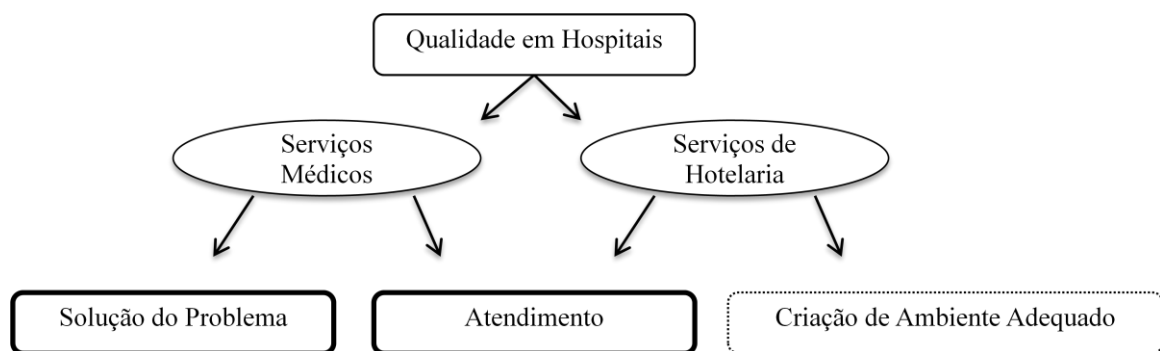 Qualidade em Hospitais
Serviços
Médicos
Serviços de
Hotelaria
Solução do Problema
Atendimento
Criação de Ambiente Adequado